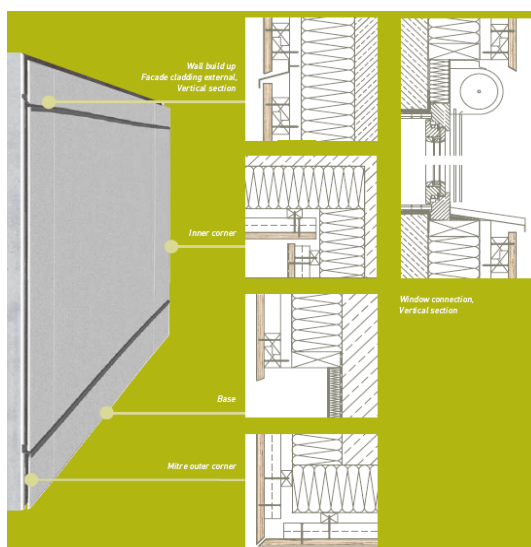 Wall build up
Facade cladding external,
Vertical section
Inner corner
Window connection,
Vertical section
Base
Mitre outer corner